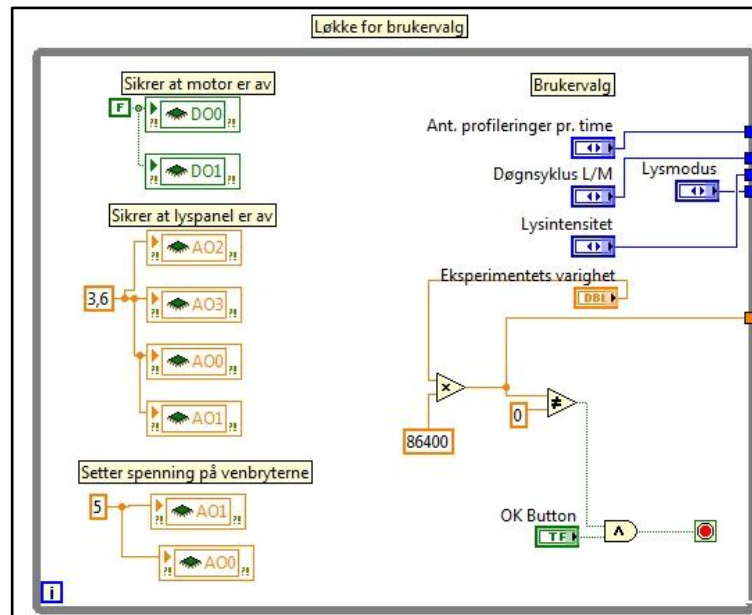 Løkke for brukervalg
Sikrer at motor er av
F
DO0
DO1
Sikrer at lyspanel er av
3,6
AO2
AO3
AO0
AO1
Setter spenning på venbryterne
5
AO1
AO0
i
Brukervalg
Ant. profileringer pr. time
Døgnsyklus L/M
Lysmodus
Lysintensitet
Eksperimentets varighet
DBL
x
86400
≠
0
OK Button
TF
∧